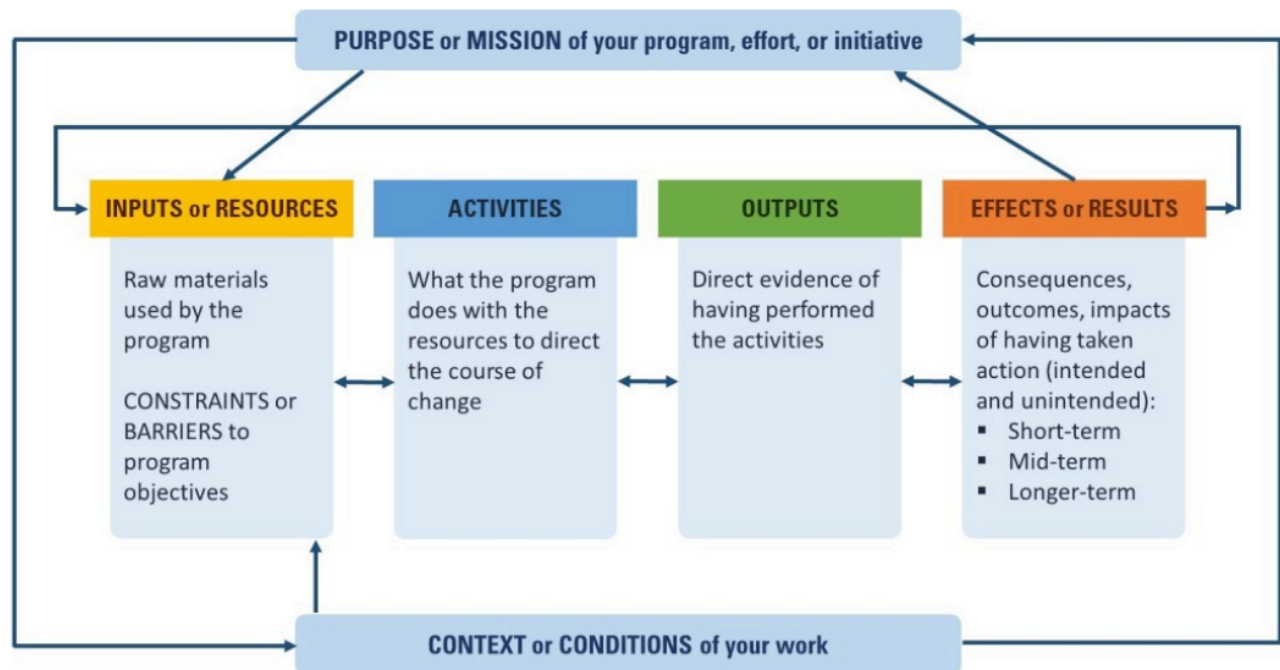 PURPOSE or MISSION of your program, effort, or initiative
INPUTS or RESOURCES
Raw materials
used by the
program
CONSTRAINTS or
BARRIERS to
program
objectives
ACTIVITIES
What the program
does with the
resources to direct
the course of
change
OUTPUTS
Direct evidence of
having performed
the activities
EFFECTS or RESULTS
Consequences,
outcomes, impacts
of having taken
action (intended
and unintended):
▪ Short-term
▪ Mid-term
▪ Longer-term
CONTEXT or CONDITIONS of your work